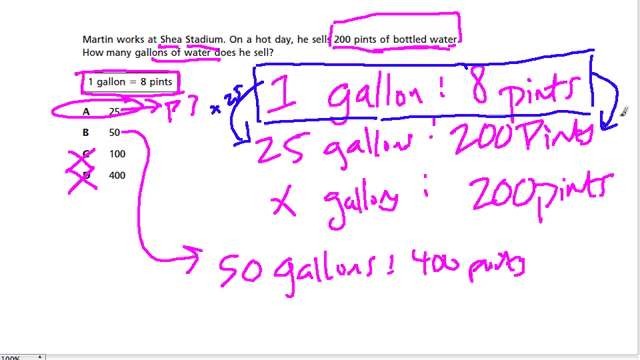 Martin works at Shea Stadium. On a hot day, he sells 200 pints of bottled water.
How many gallons of water does he sell?
1 gallon = 8 pints
A 25 P?
B 50
C 100
D 400
x 25
1 gallon : 8 pints
25 gallon : 200 Pints
x gallons : 200 pints
50 gallons : 400 pints
100%